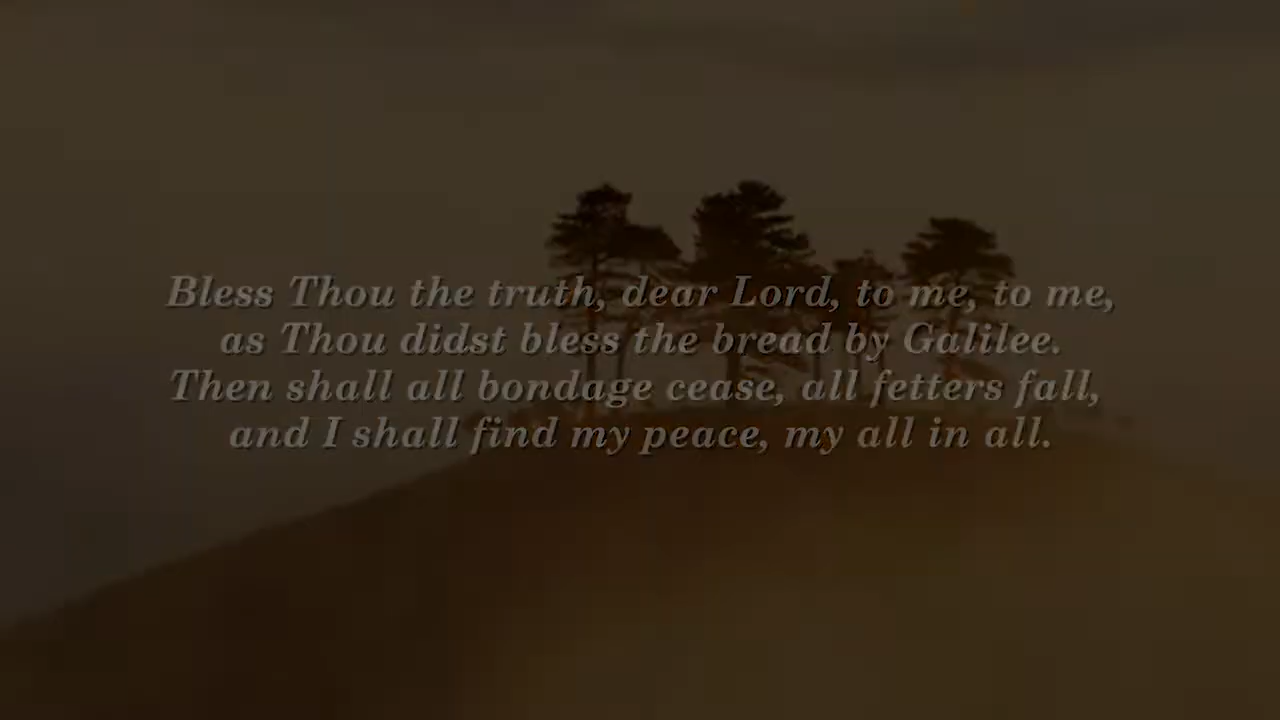 Bless Thou the truth, dear Lord, to me, to me,
as Thou didst bless the bread by Galilee.
Then shall all bondage cease, all fetters fall,
and I shall find my peace, my all in all.